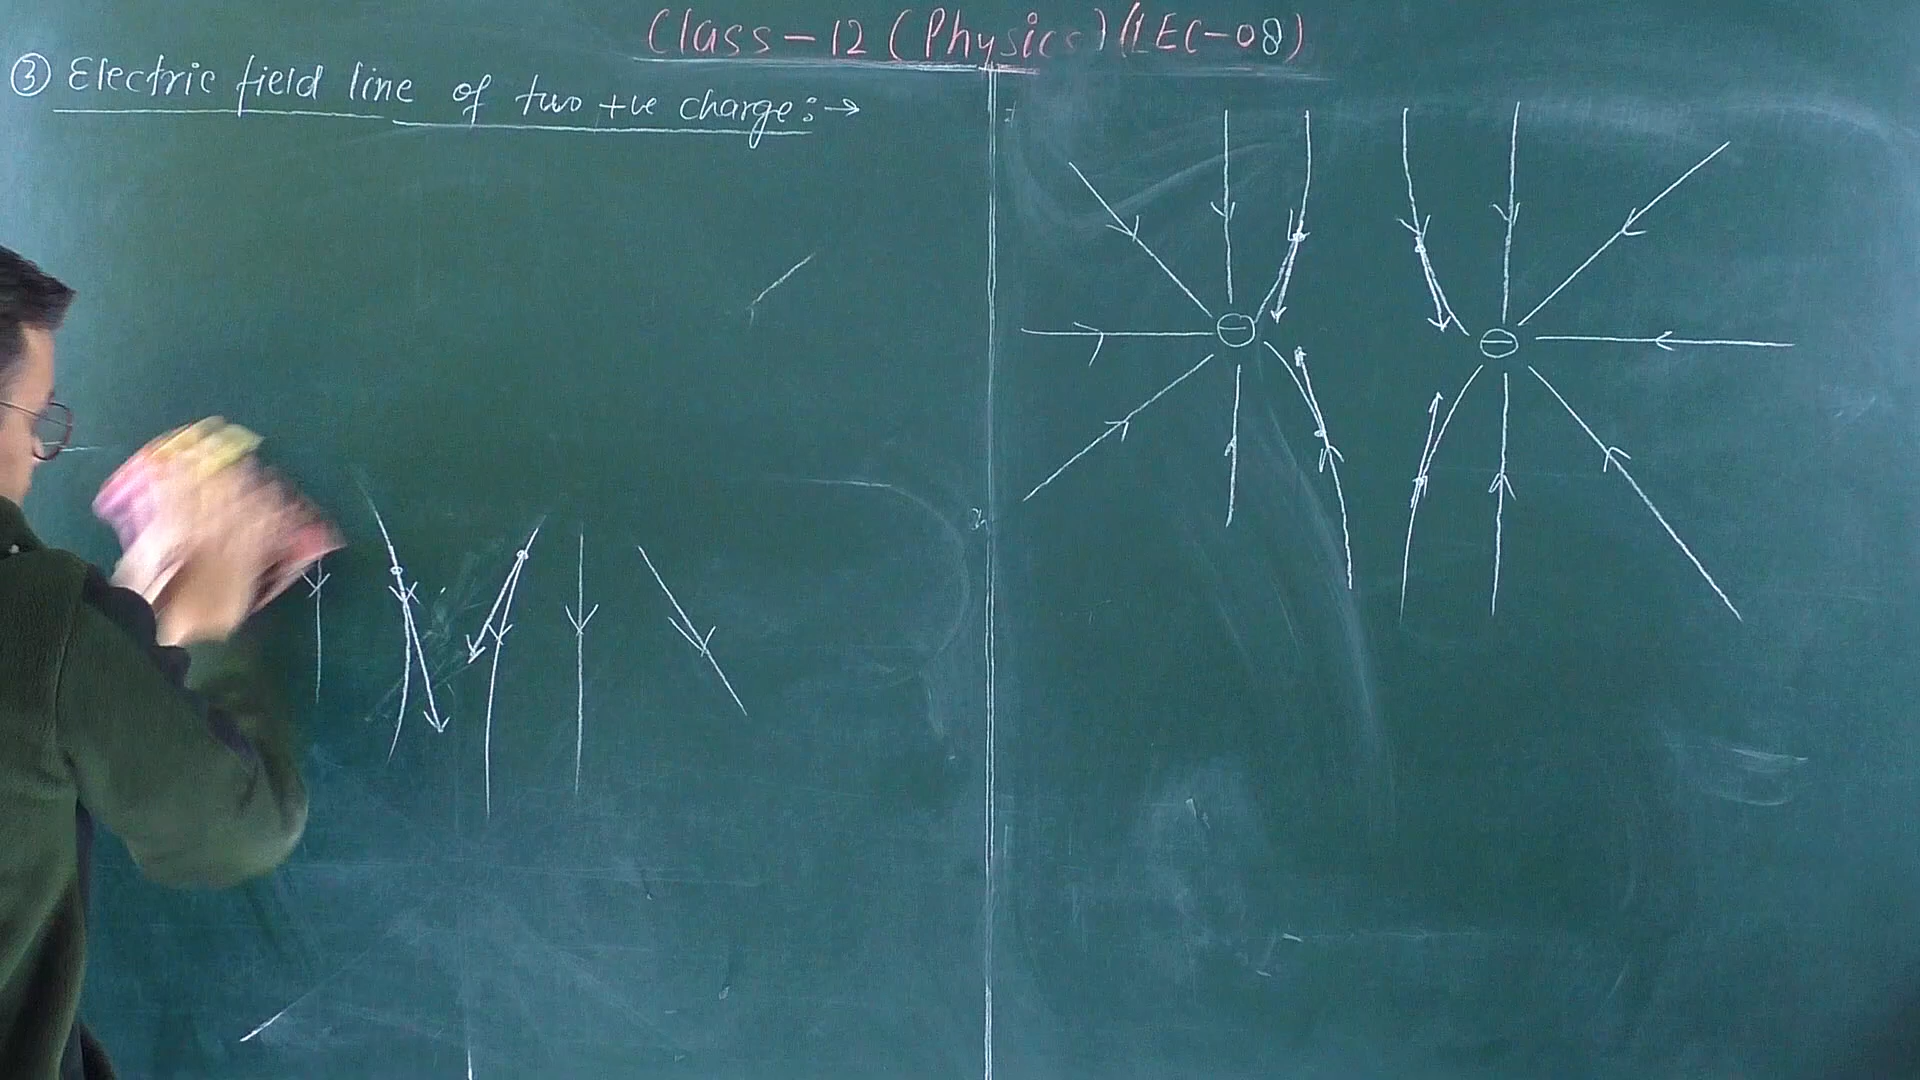 Class-12 (Physics) (LEC-08)
③ Electric field line of two +ve charge:→